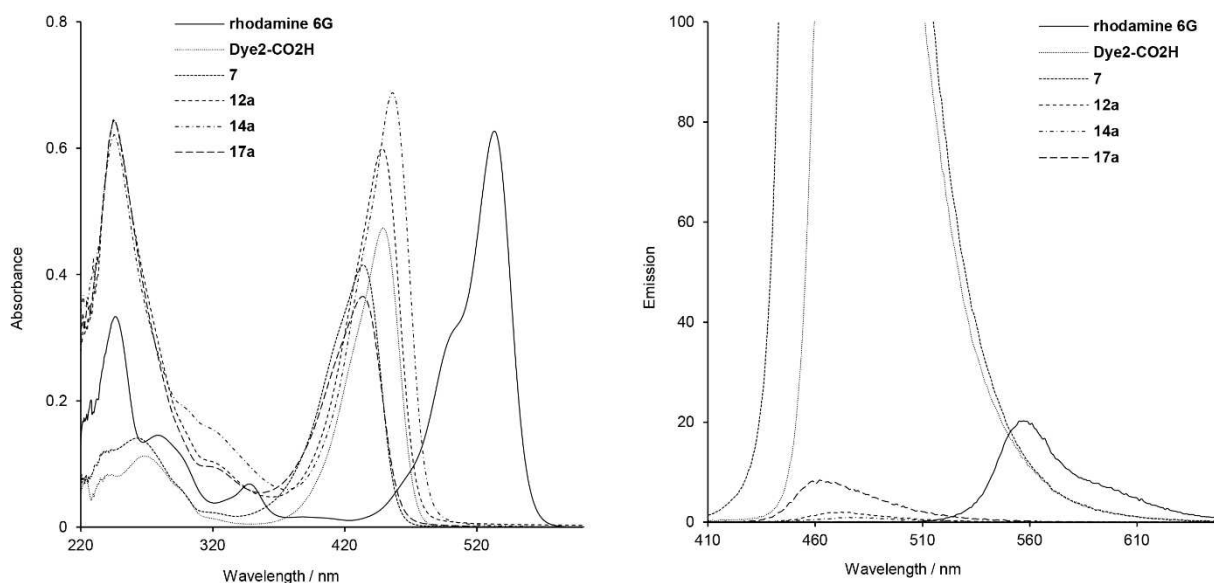 0.8
0.6
0.4
0.2
0
Absorbance
220
320
420
520
Wavelength / nm
rhodamine 6G
Dye2-CO2H
7
12a
14a
17a
100
80
60
40
20
0
Emission
410
460
510
560
610
Wavelength / nm
rhodamine 6G
Dye2-CO2H
7
12a
14a
17a